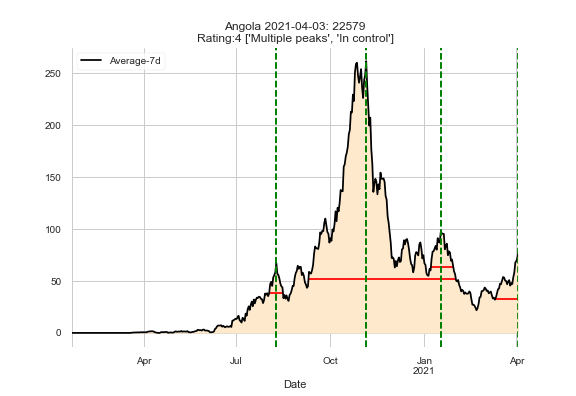 Angola 2021-04-03: 22579
Rating:4 ['Multiple peaks', 'In control']
Average-7d
250
200
150
100
50
0
Apr
Jul
Oct
Jan
2021
Apr
Date